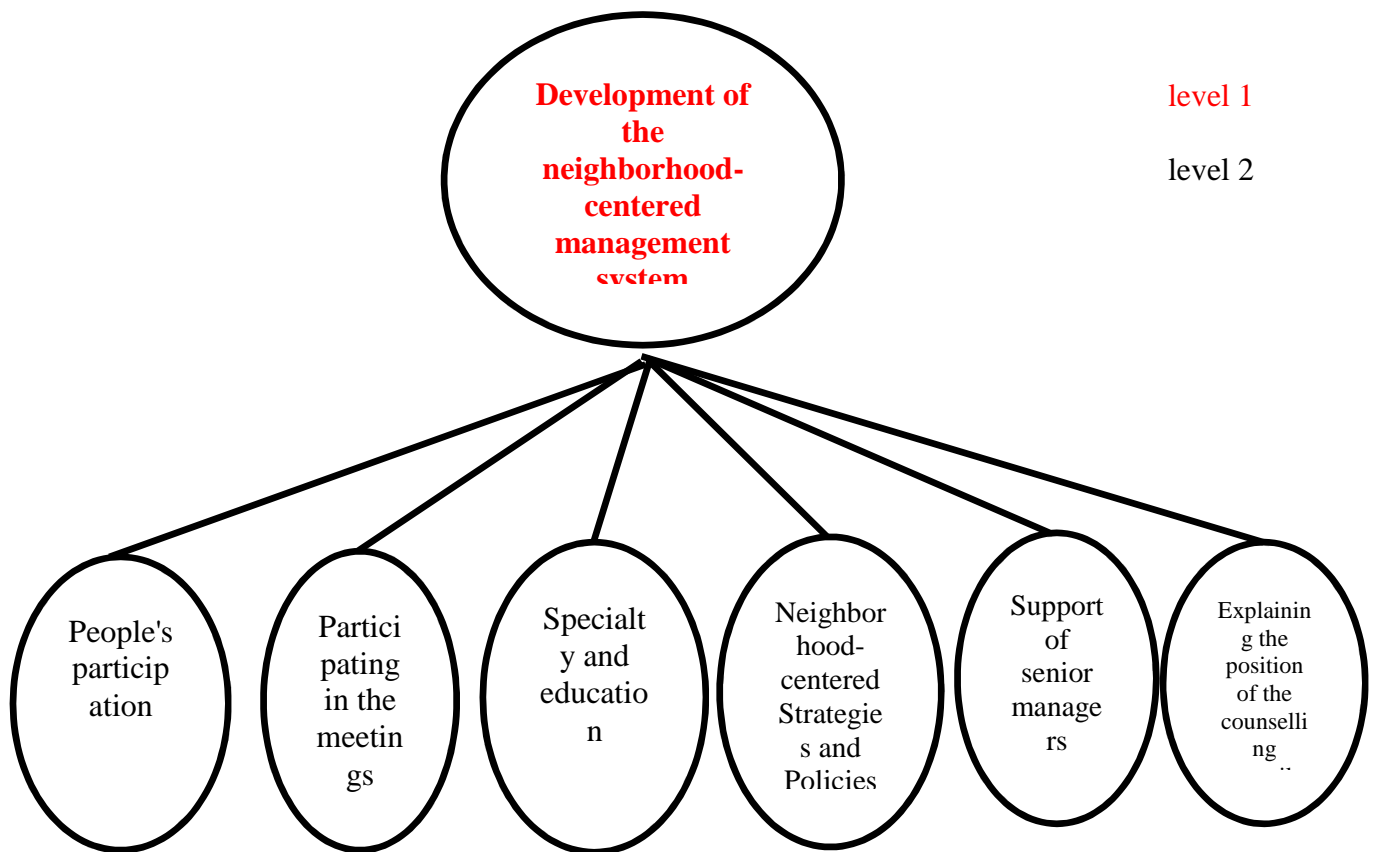 Development of
the
neighborhood-
centered
management
system
level 1
level 2
People's
particip
ation
Partici
pating
in the
meetin
gs
Specialt
y and
educatio
n
Neighbor
hood-
centered
Strategie
s and
Policies
Support
of
senior
manage
rs
Explainin
g the
position
of the
counselli
ng